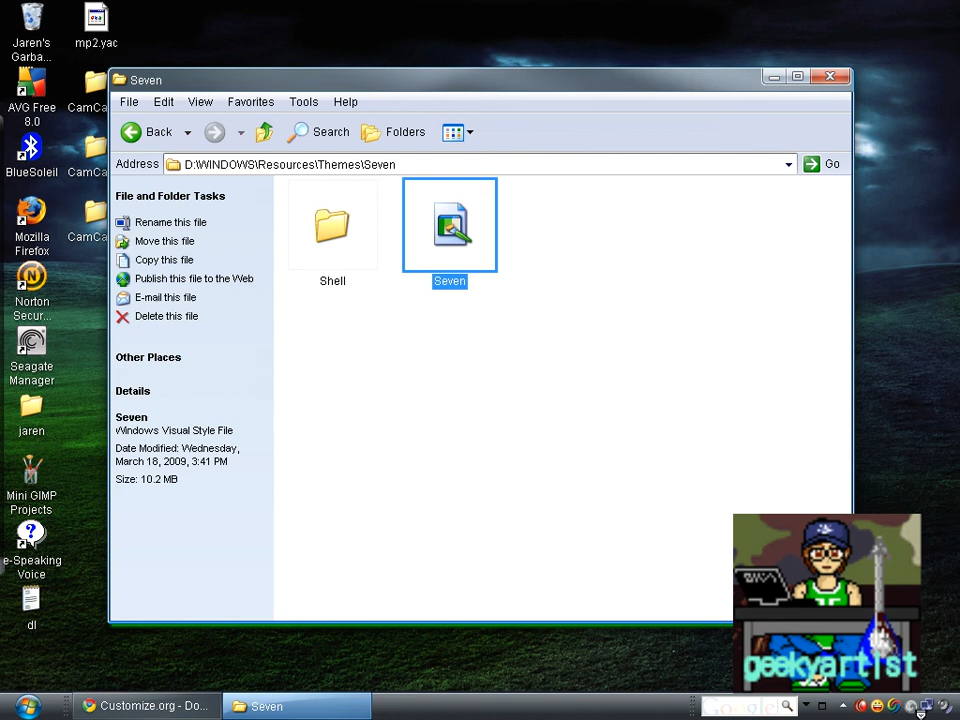 Jaren's
Garba...
mp2.yac
AVG Free
8.0
CamCa
BlueSoleil
CamCa
Mozilla
Firefox
CamCa
Norton
Secur...
Seagate
Manager
jaren
Mini GIMP
Projects
e-Speaking
Voice
dl
Seven
File Edit View Favorites Tools Help
Back Search Folders
Address D:\WINDOWS\Resources\Themes\Seven Go
File and Folder Tasks
Rename this file
Move this file
Copy this file
Publish this file to the Web
E-mail this file
Delete this file
Other Places
Details
Seven
Windows Visual Style File
Date Modified: Wednesday,
March 18, 2009, 3:41 PM
Size: 10.2 MB
Shell
Seven
geekyartist
Customize.org - Do...
Seven
Google